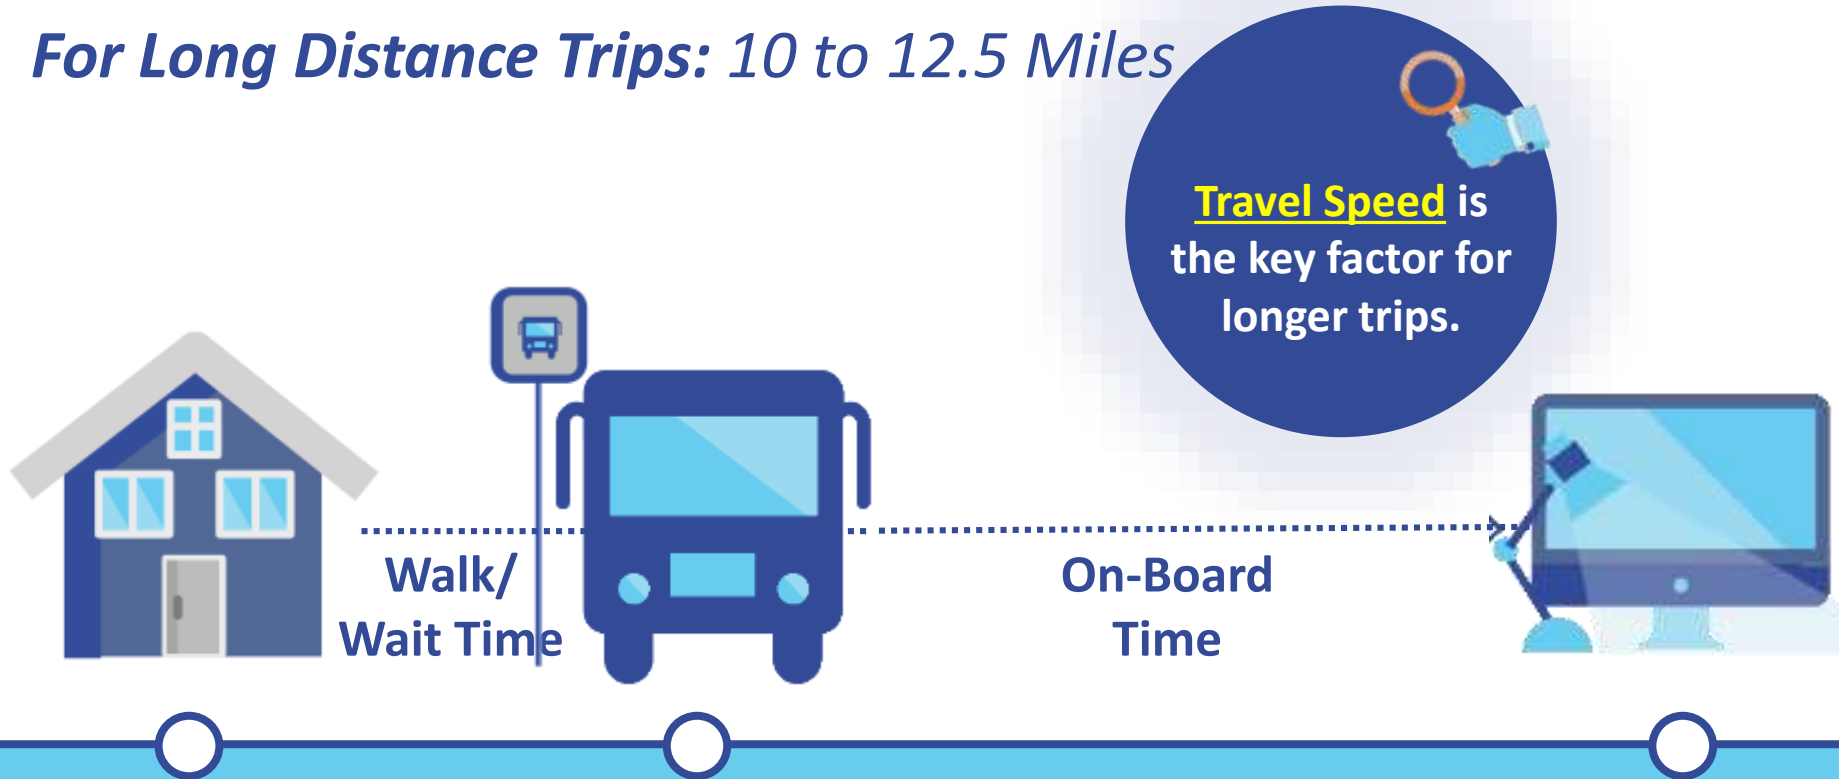 For Long Distance Trips: 10 to 12.5 Miles
Travel Speed is
the key factor for
longer trips.
Walk/
Wait Time
On-Board
Time